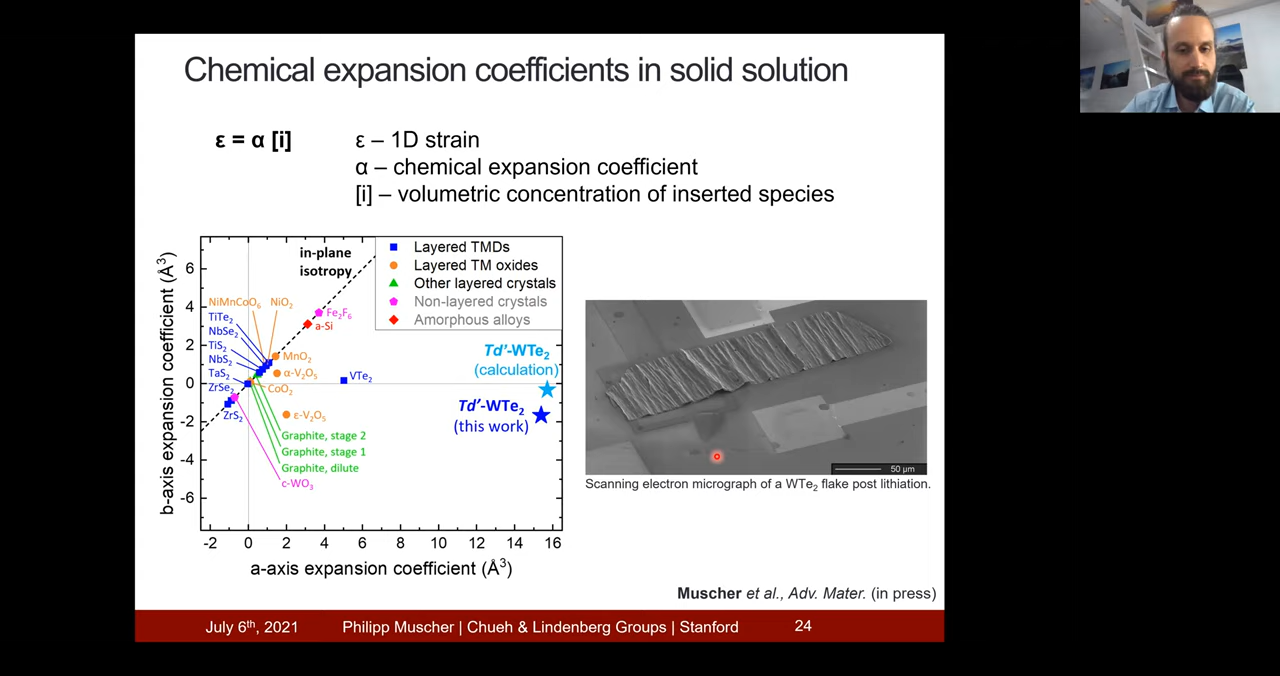 Chemical expansion coefficients in solid solution
ε = α [i]
ε – 1D strain
α – chemical expansion coefficient
[i] – volumetric concentration of inserted species
b-axis expansion coefficient (Å³)
6
4
2
0
-2
-4
-6
in-plane
isotropy
Layered TMDs
Layered TM oxides
Other layered crystals
Non-layered crystals
Amorphous alloys
NiMnCoO₆
NiO₂
TiTe₂
NbSe₂
TiS₂
NbS₂
TaS₂
ZrSe₂
ZrS₂
Fe₂F₆
a-Si
MnO₂
α-V₂O₅
CoO₂
VTe₂
ε-V₂O₅
Graphite, stage 2
Graphite, stage 1
Graphite, dilute
c-WO₃
Td'-WTe₂
(calculation)
Td'-WTe₂
(this work)
-2 0 2 4 6 8 10 12 14 16
a-axis expansion coefficient (Å³)
50 µm
Scanning electron micrograph of a WTe₂ flake post lithiation.
Muscher et al., Adv. Mater. (in press)
July 6th, 2021 Philipp Muscher | Chueh & Lindenberg Groups | Stanford 24